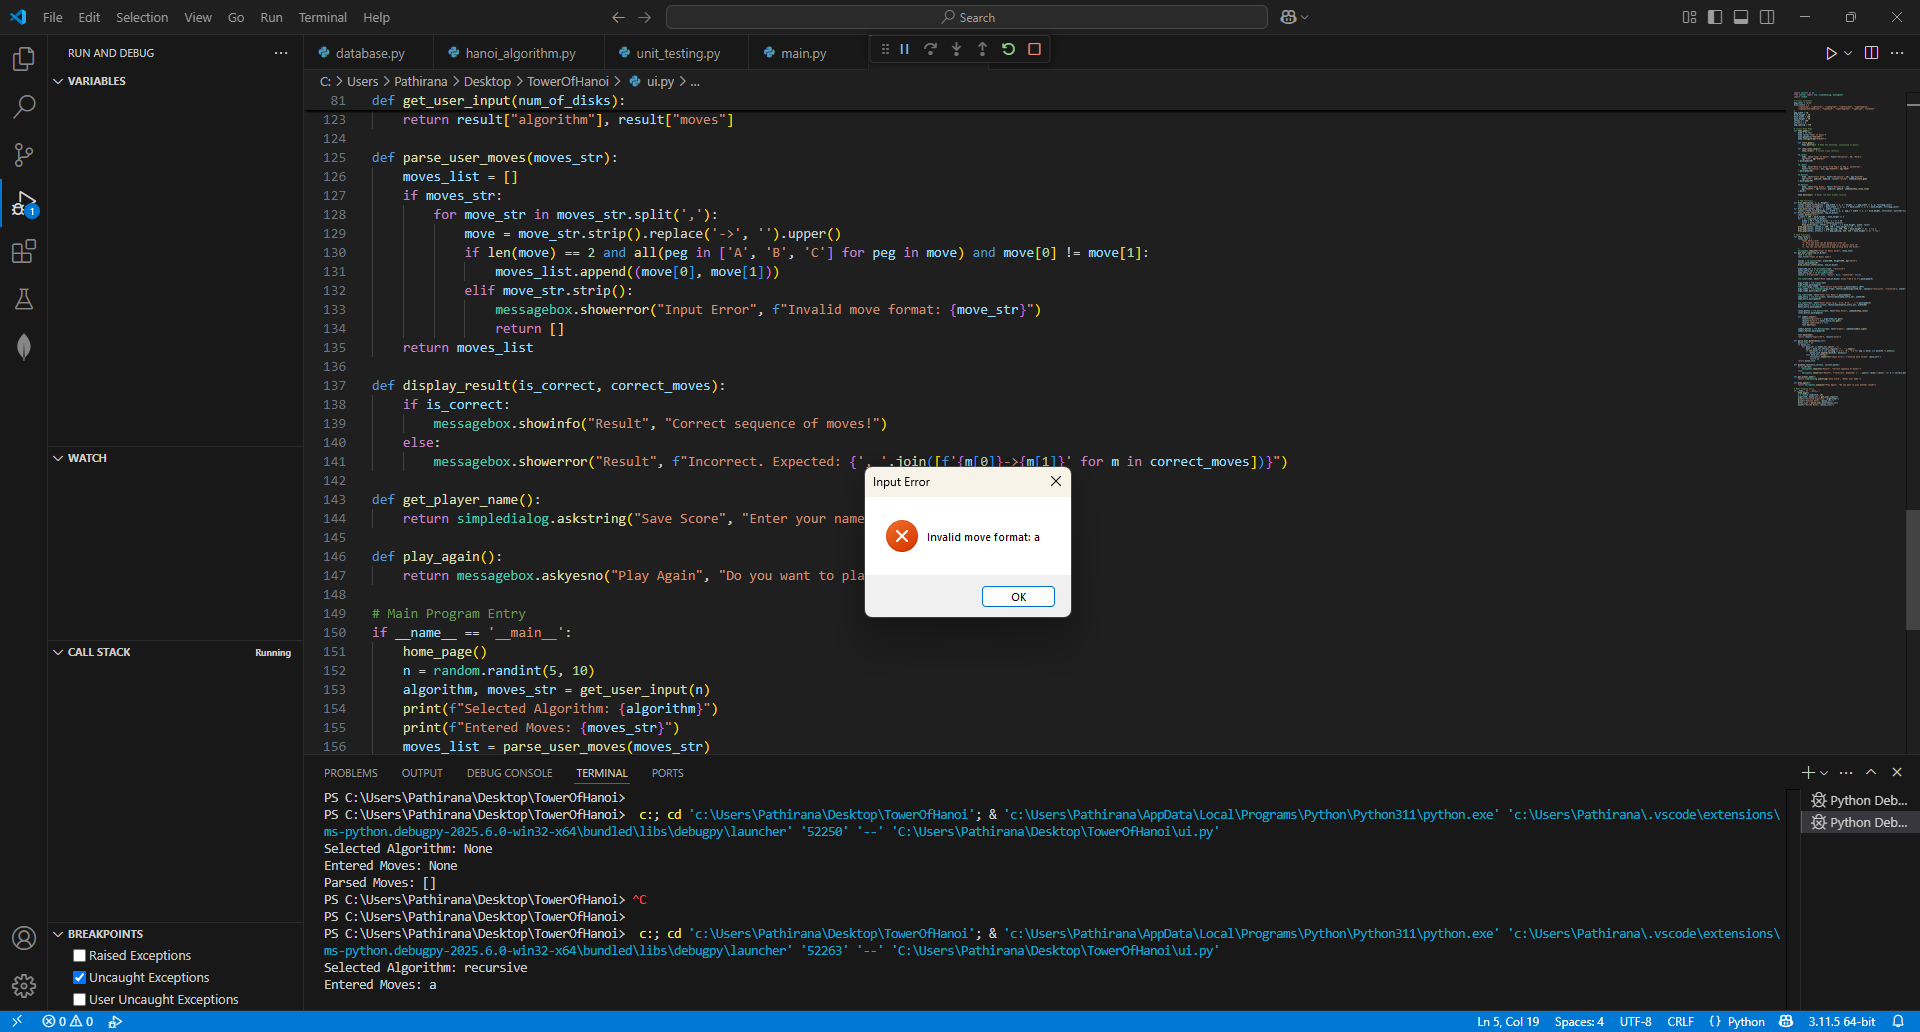 File Edit Selection View Go Run Terminal Help
Search
RUN AND DEBUG
database.py hanoi_algorithm.py unit_testing.py main.py
VARIABLES
C: > Users > Pathirana > Desktop > TowerOfHanoi > ui.py > ...
81 def get_user_input(num_of_disks):
123 return result["algorithm"], result["moves"]
124
125 def parse_user_moves(moves_str):
126 moves_list = []
127 if moves_str:
128 for move_str in moves_str.split(','):
129 move = move_str.strip().replace('->', '').upper()
130 if len(move) == 2 and all(peg in ['A', 'B', 'C'] for peg in move) and move[0] != move[1]:
131 moves_list.append((move[0], move[1]))
132 elif move_str.strip():
133 messagebox.showerror("Input Error", f"Invalid move format: {move_str}")
134 return []
135 return moves_list
136
137 def display_result(is_correct, correct_moves):
138 if is_correct:
139 messagebox.showinfo("Result", "Correct sequence of moves!")
140 else:
141 messagebox.showerror("Result", f"Incorrect. Expected: {', '.join([f'{m[0]}->{m[1]}' for m in correct_moves])}")
142
143 def get_player_name():
144 return simpledialog.askstring("Save Score", "Enter your name
145
146 def play_again():
147 return messagebox.askyesno("Play Again", "Do you want to pla
148
149 # Main Program Entry
150 if __name__ == '__main__':
151 home_page()
152 n = random.randint(5, 10)
153 algorithm, moves_str = get_user_input(n)
154 print(f"Selected Algorithm: {algorithm}")
155 print(f"Entered Moves: {moves_str}")
156 moves_list = parse_user_moves(moves_str)
Input Error
Invalid move format: a
OK
WATCH
CALL STACK Running
BREAKPOINTS
Raised Exceptions
Uncaught Exceptions
User Uncaught Exceptions
PROBLEMS OUTPUT DEBUG CONSOLE TERMINAL PORTS
PS C:\Users\Pathirana\Desktop\TowerOfHanoi>
PS C:\Users\Pathirana\Desktop\TowerOfHanoi> c:; cd 'c:\Users\Pathirana\Desktop\TowerOfHanoi'; & 'c:\Users\Pathirana\AppData\Local\Programs\Python\Python311\python.exe' 'c:\Users\Pathirana\.vscode\extensions\
ms-python.debugpy-2025.6.0-win32-x64\bundled\libs\debugpy\launcher' '52250' '--' 'C:\Users\Pathirana\Desktop\TowerOfHanoi\ui.py'
Selected Algorithm: None
Entered Moves: None
Parsed Moves: []
PS C:\Users\Pathirana\Desktop\TowerOfHanoi> ^C
PS C:\Users\Pathirana\Desktop\TowerOfHanoi>
PS C:\Users\Pathirana\Desktop\TowerOfHanoi> c:; cd 'c:\Users\Pathirana\Desktop\TowerOfHanoi'; & 'c:\Users\Pathirana\AppData\Local\Programs\Python\Python311\python.exe' 'c:\Users\Pathirana\.vscode\extensions\
ms-python.debugpy-2025.6.0-win32-x64\bundled\libs\debugpy\launcher' '52263' '--' 'C:\Users\Pathirana\Desktop\TowerOfHanoi\ui.py'
Selected Algorithm: recursive
Entered Moves: a
Python Deb...
Python Deb...
1
0 0
Ln 5, Col 19 Spaces: 4 UTF-8 CRLF {} Python 3.11.5 64-bit